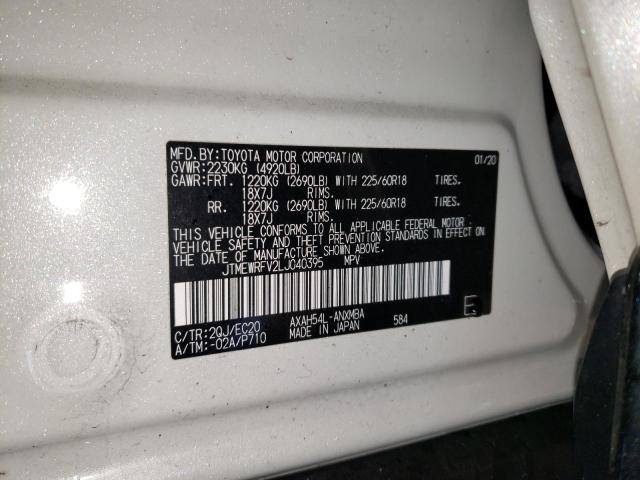 MFD. BY: TOYOTA MOTOR CORPORATION 01/20
GVWR: 2230KG (4920LB)
GAWR: FRT. 1220KG (2690LB) WITH 225/60R18 TIRES.
18X7J RIMS.
RR. 1220KG (2690LB) WITH 225/60R18 TIRES.
18X7J RIMS.
THIS VEHICLE CONFORMS TO ALL APPLICABLE FEDERAL MOTOR
VEHICLE SAFETY AND THEFT PREVENTION STANDARDS IN EFFECT ON
THE DATE OF MANUFACTURE SHOWN ABOVE.
JTMEWRFV2LJ040395 MPV
C/TR: 2QJ/EC20 AXAH54L-ANXMBA 584 E
A/TM: -02A/P710 MADE IN JAPAN